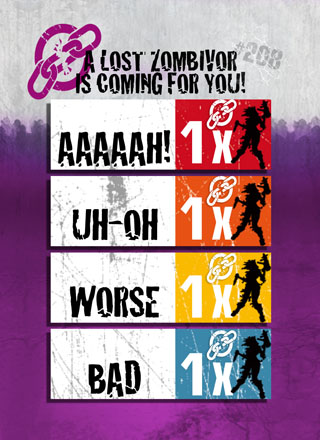 A LOST ZOMBIVOR
#208
IS COMING FOR YOU!
AAAAAH! 1X
UH-OH 1X
WORSE 1X
BAD 1X